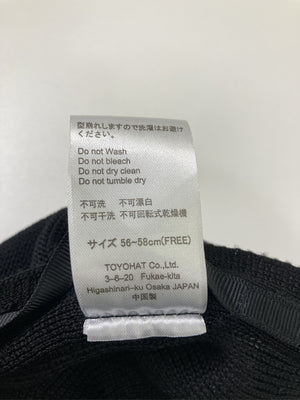 型崩れしますので洗濯はお避け
ください。
Do not Wash
Do not bleach
Do not dry clean
Do not tumble dry
不可洗 不可漂白
不可干洗 不可回転式乾燥機
サイズ 56~58cm(FREE)
TOYOHAT Co.,Ltd.
3-6-20 Fukae-kita
Higashinari-ku Osaka JAPAN
中国製